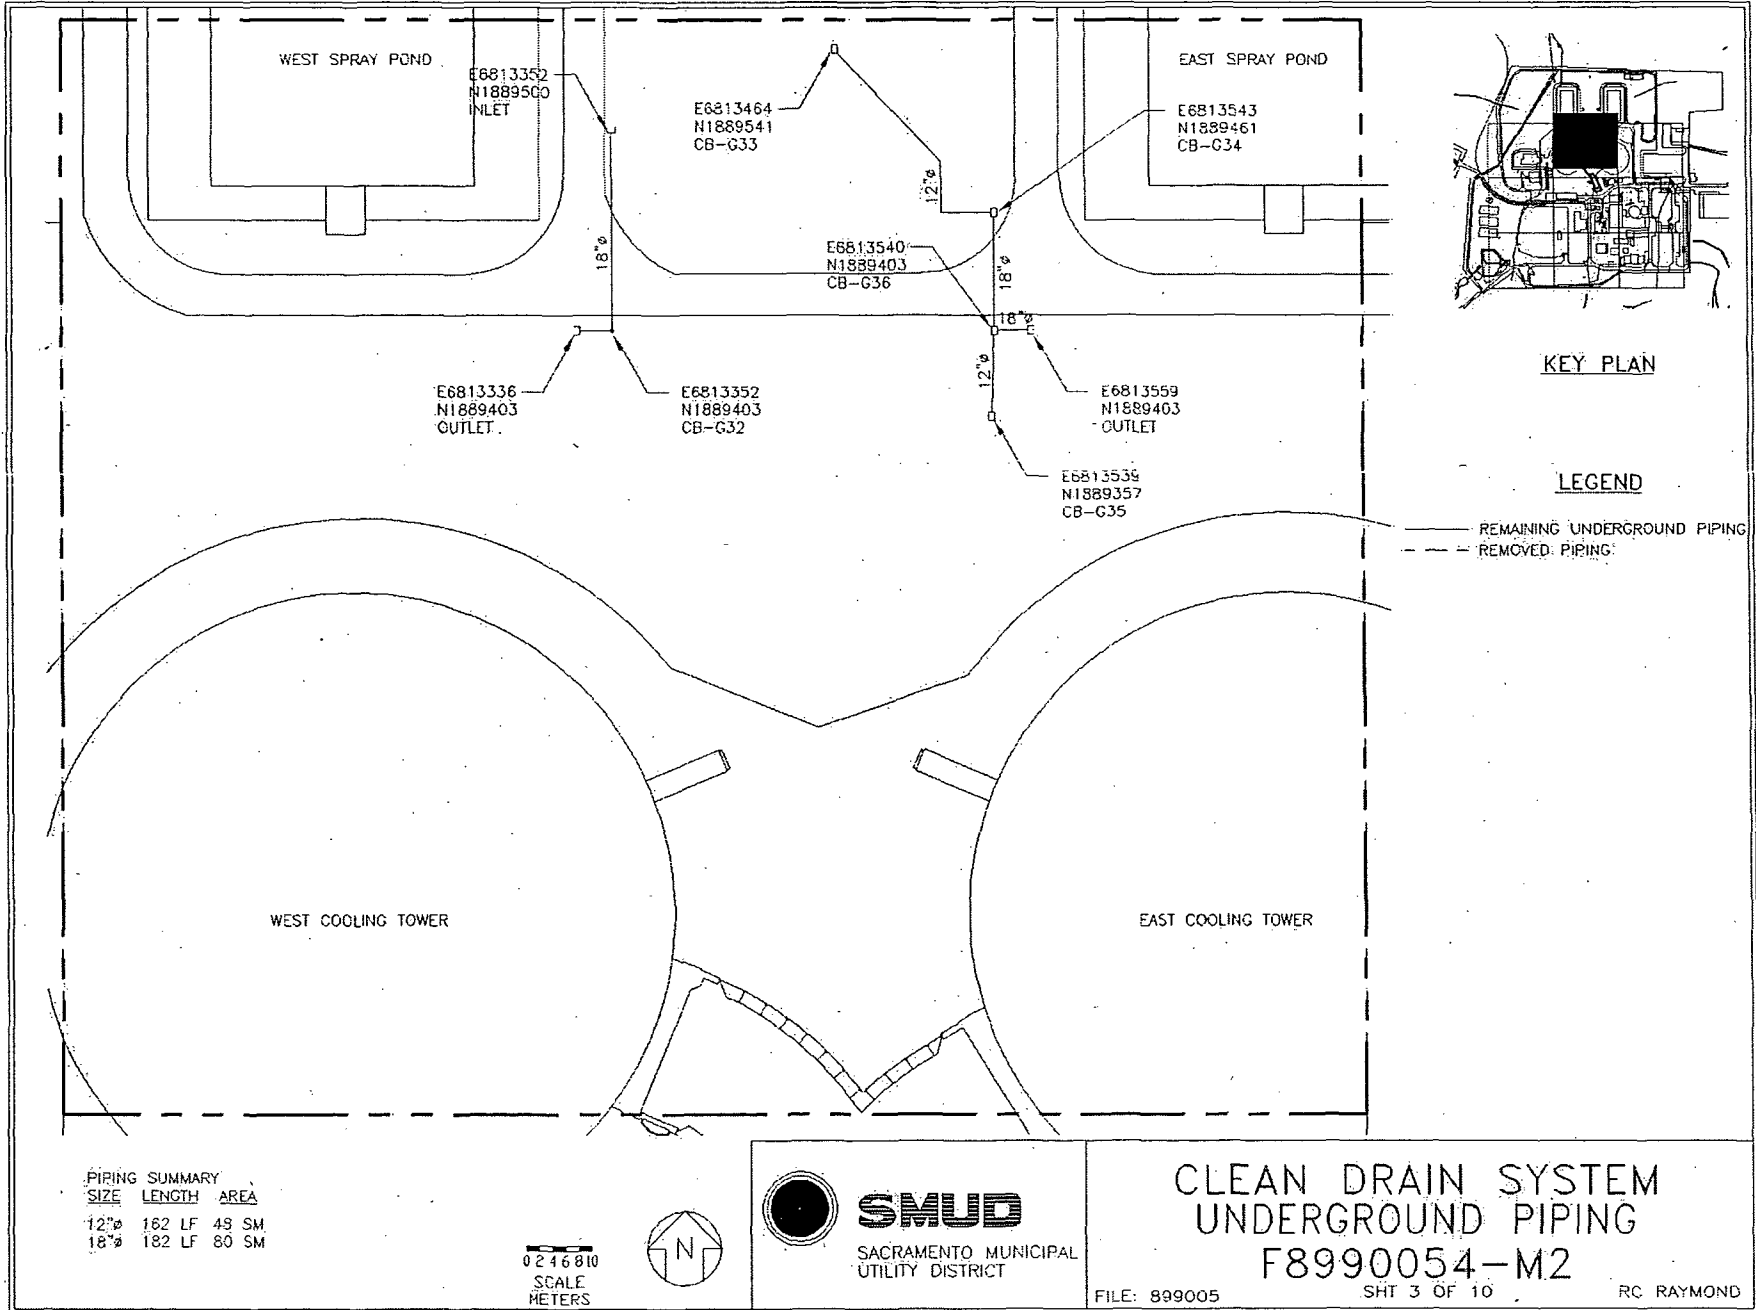 WEST SPRAY POND
E6813352
N1889500
INLET
E6813464
N1889541
CB-G33
EAST SPRAY POND
E6813543
N1889461
CB-G34
12"ø
18"ø
E6813540
N1889403
CB-G36
18"ø
18"ø
12"ø
E6813336
N1889403
OUTLET
E6813352
N1889403
CB-G32
E6813559
N1889403
OUTLET
E6813539
N1889357
CB-G35
KEY PLAN
LEGEND
REMAINING UNDERGROUND PIPING
REMOVED PIPING
WEST COOLING TOWER
EAST COOLING TOWER
PIPING SUMMARY
SIZE LENGTH AREA
12"ø 162 LF 48 SM
18"ø 182 LF 80 SM
0 2 4 6 8 10
SCALE
METERS
N
SMUD
SACRAMENTO MUNICIPAL
UTILITY DISTRICT
CLEAN DRAIN SYSTEM
UNDERGROUND PIPING
F8990054-M2
FILE: 899005
SHT 3 OF 10
RC RAYMOND